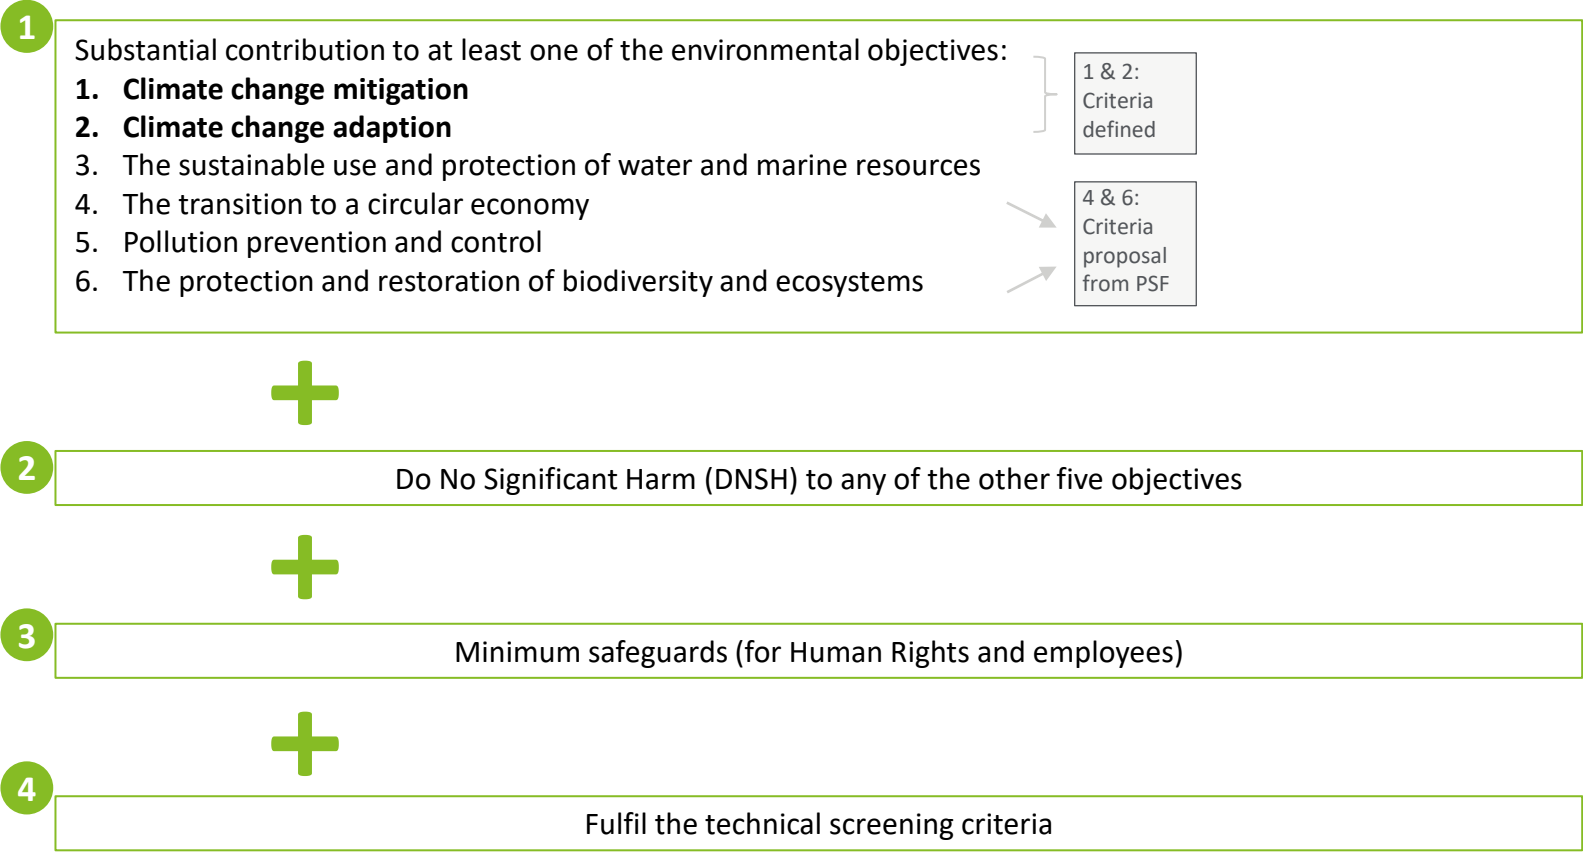 1
Substantial contribution to at least one of the environmental objectives:
1. Climate change mitigation
2. Climate change adaption
3. The sustainable use and protection of water and marine resources
4. The transition to a circular economy
5. Pollution prevention and control
6. The protection and restoration of biodiversity and ecosystems
1 & 2:
Criteria
defined
4 & 6:
Criteria
proposal
from PSF
2
Do No Significant Harm (DNSH) to any of the other five objectives
3
Minimum safeguards (for Human Rights and employees)
4
Fulfil the technical screening criteria